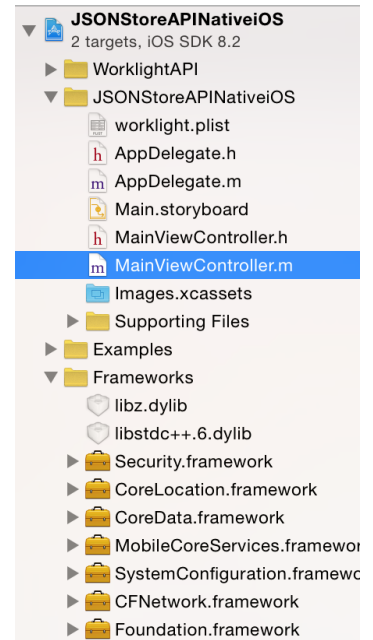 JSONStoreAPINativeiOS
2 targets, iOS SDK 8.2
WorklightAPI
JSONStoreAPINativeiOS
worklight.plist
h AppDelegate.h
m AppDelegate.m
Main.storyboard
h MainViewController.h
m MainViewController.m
Images.xcassets
Supporting Files
Examples
Frameworks
libz.dylib
libstdc++.6.dylib
Security.framework
CoreLocation.framework
CoreData.framework
MobileCoreServices.framewor
SystemConfiguration.framewo
CFNetwork.framework
Foundation.framework